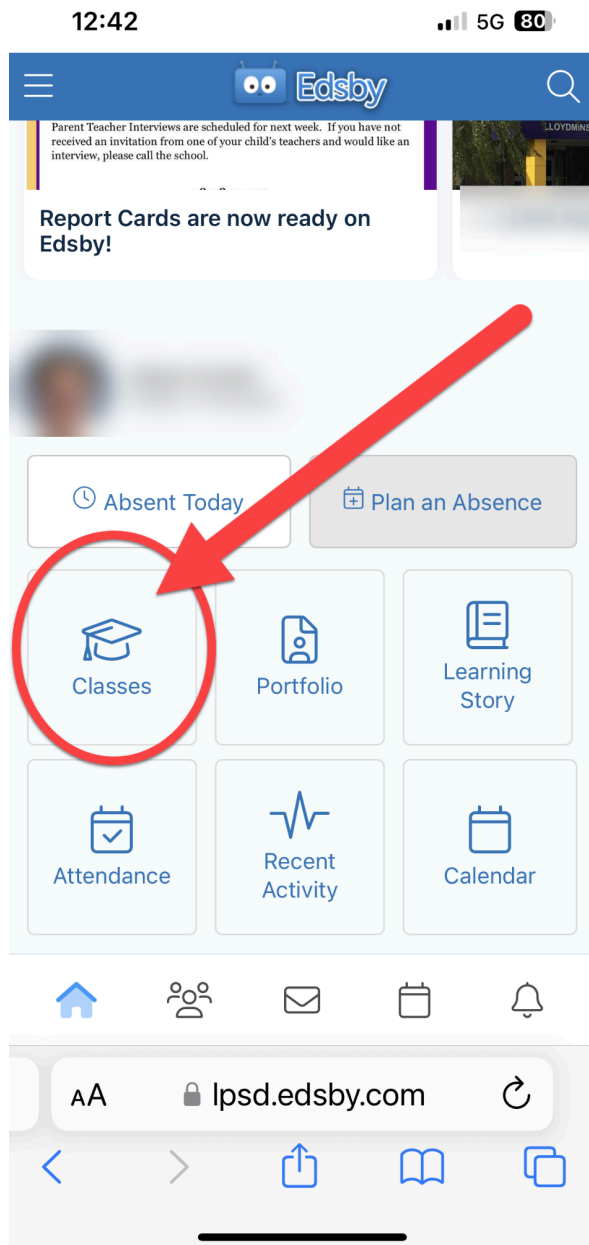 12:42
5G 80
Edsby
Parent Teacher Interviews are scheduled for next week. If you have not
received an invitation from one of your child's teachers and would like an
interview, please call the school.
Report Cards are now ready on
Edsby!
Absent Today
Plan an Absence
Classes
Portfolio
Learning
Story
Attendance
Recent
Activity
Calendar
AA
lpsd.edsby.com